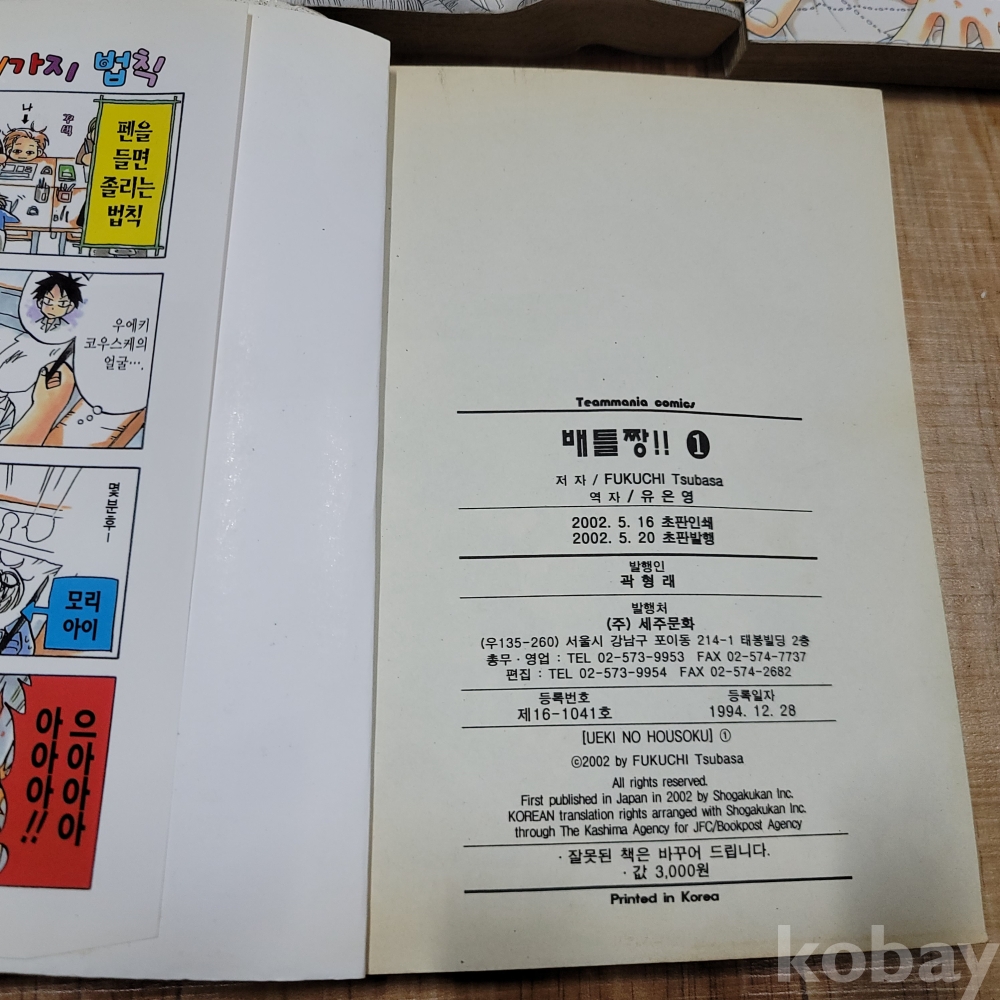 가지 법칙
나
펜을
들면
졸리는
법칙
우에키
코우스케의
얼굴….
몇분후ー
모리
아이
으아아아
아아아!!
Teammania comics
배틀짱!! ❶
저 자 / FUKUCHI Tsubasa
역 자 / 유 은 영
2002. 5. 16 초판인쇄
2002. 5. 20 초판발행
발행인
곽 형 래
발행처
(주) 세주문화
(우135-260) 서울시 강남구 포이동 214-1 태봉빌딩 2층
총무 · 영업 : TEL 02-573-9953 FAX 02-574-7737
편집 : TEL 02-573-9954 FAX 02-574-2682
등록번호 등록일자
제16-1041호 1994. 12. 28
[UEKI NO HOUSOKU] ①
©2002 by FUKUCHI Tsubasa
All rights reserved.
First published in Japan in 2002 by Shogakukan Inc.
KOREAN translation rights arranged with Shogakukan Inc.
through The Kashima Agency for JFC/Bookpost Agency
· 잘못된 책은 바꾸어 드립니다.
· 값 3,000원
Printed in Korea
kobay